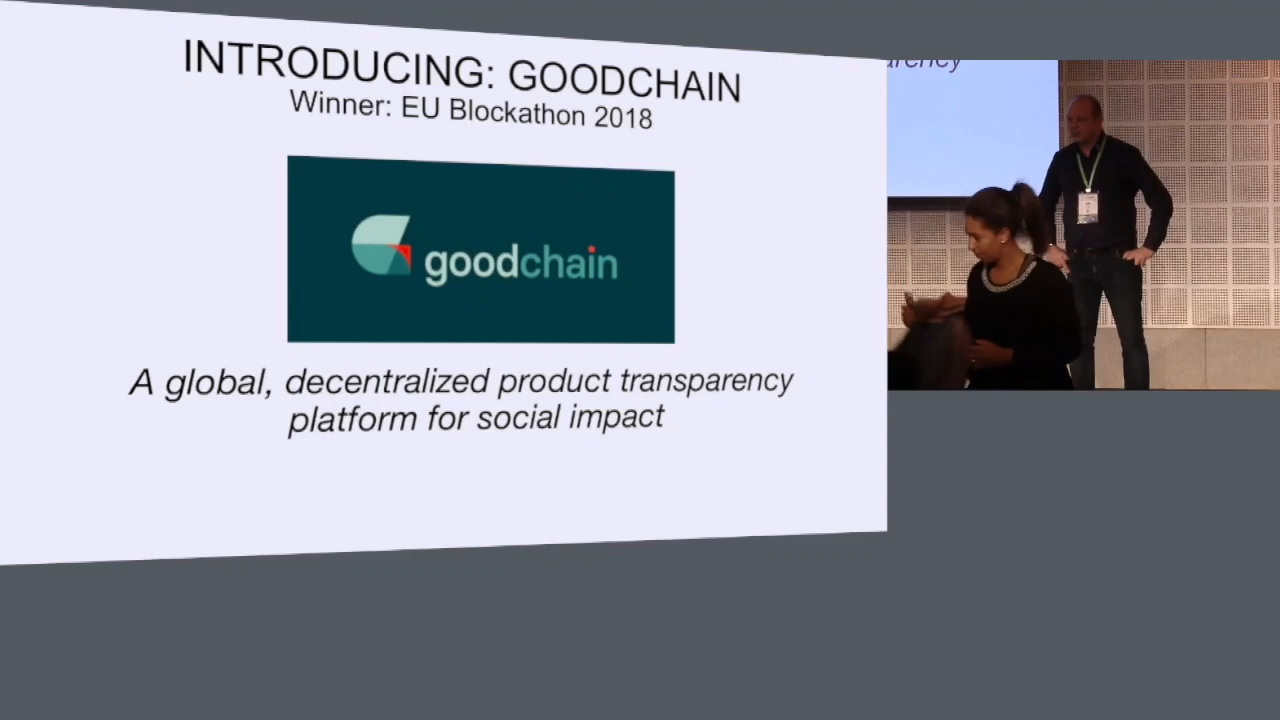 INTRODUCING: GOODCHAIN
Winner: EU Blockathon 2018
goodchain
A global, decentralized product transparency
platform for social impact